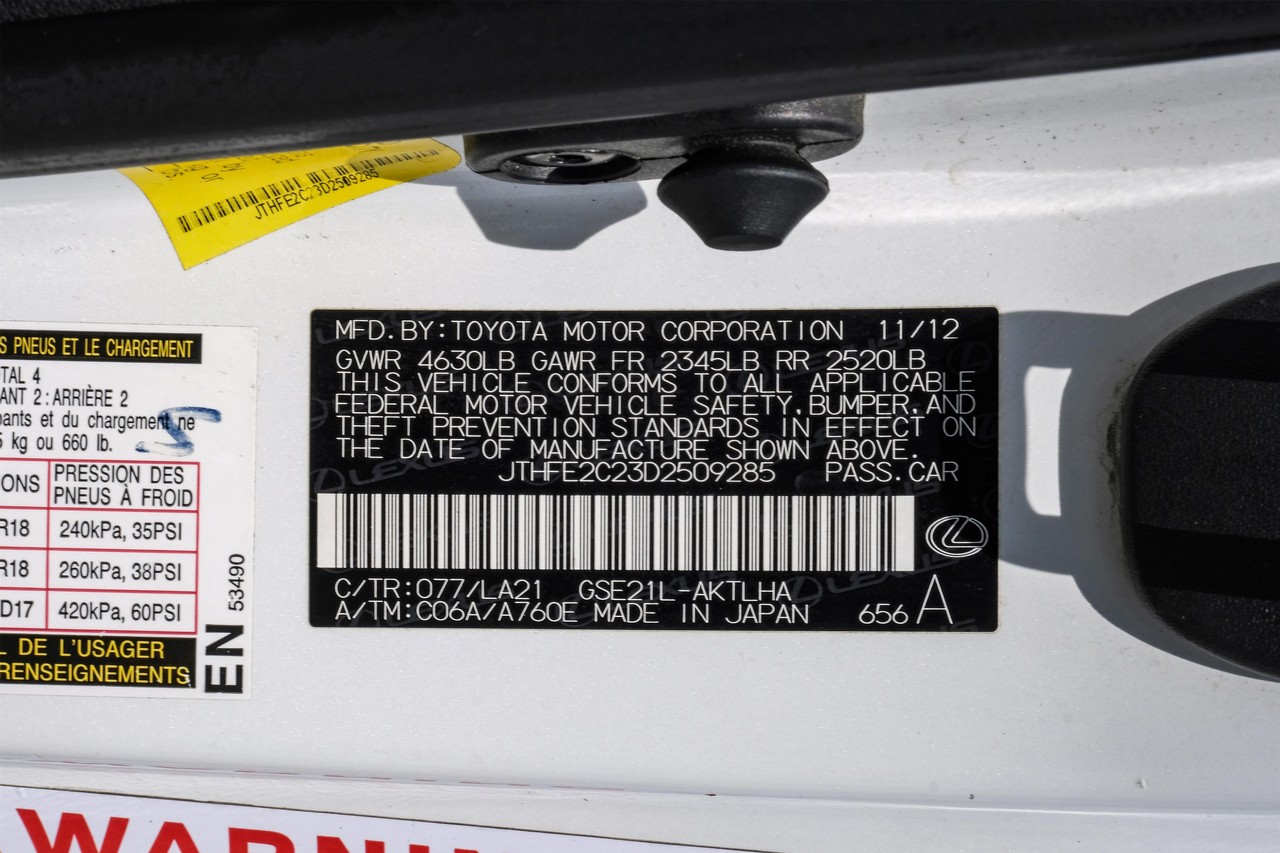 JTHFE2C23D2509285
MFD.BY:TOYOTA MOTOR CORPORATION 11/12
GVWR 4630LB GAWR FR 2345LB RR 2520LB
THIS VEHICLE CONFORMS TO ALL APPLICABLE
FEDERAL MOTOR VEHICLE SAFETY.BUMPER.AND
THEFT PREVENTION STANDARDS IN EFFECT ON
THE DATE OF MANUFACTURE SHOWN ABOVE.
JTHFE2C23D2509285 PASS.CAR
C/TR:077/LA21 GSE21L-AKTLHA
A/TM:C06A/A760E MADE IN JAPAN 656 A
S PNEUS ET LE CHARGEMENT
TAL 4
ANT 2:ARRIÈRE 2
pants et du chargement ne
5 kg ou 660 lb.
ONS PRESSION DES
PNEUS À FROID
R18 240kPa, 35PSI
R18 260kPa, 38PSI
D17 420kPa, 60PSI
L DE L'USAGER
RENSEIGNEMENTS
EN 53490
WARNIN